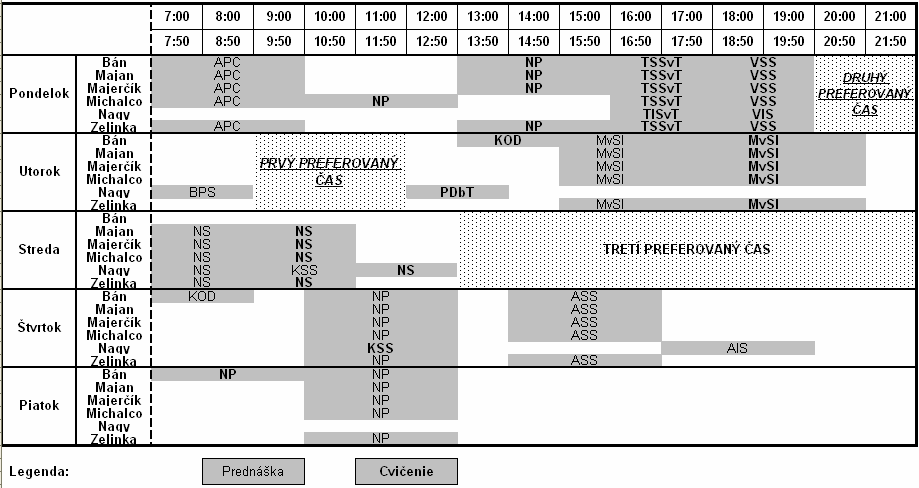 7:00 8:00 9:00 10:00 11:00 12:00 13:00 14:00 15:00 16:00 17:00 18:00 19:00 20:00 21:00
7:50 8:50 9:50 10:50 11:50 12:50 13:50 14:50 15:50 16:50 17:50 18:50 19:50 20:50 21:50
Pondelok
Bán APC NP TSSvT VSS
Majan APC NP TSSvT VSS
Majerčík APC NP TSSvT VSS
Michalco APC NP TSSvT VSS
Nagy TISvT VIS
Zelinka APC NP TSSvT VSS
DRUHÝ
PREFEROVANÝ
ČAS
Utorok
Bán KOD MvSI MvSI
Majan MvSI MvSI
Majerčík MvSI MvSI
Michalco MvSI MvSI
Nagy BPS PDbT
Zelinka MvSI MvSI
PRVÝ PREFEROVANÝ
ČAS
Streda
Bán
Majan NS NS
Majerčík NS NS
Michalco NS NS
Nagy NS KSS NS
Zelinka NS NS
TRETÍ PREFEROVANÝ ČAS
Štvrtok
Bán KOD NP ASS
Majan NP ASS
Majerčík NP ASS
Michalco NP ASS
Nagy KSS AIS
Zelinka NP ASS
Piatok
Bán NP NP
Majan NP
Majerčík NP
Michalco NP
Nagy
Zelinka NP
Legenda: Prednáška Cvičenie